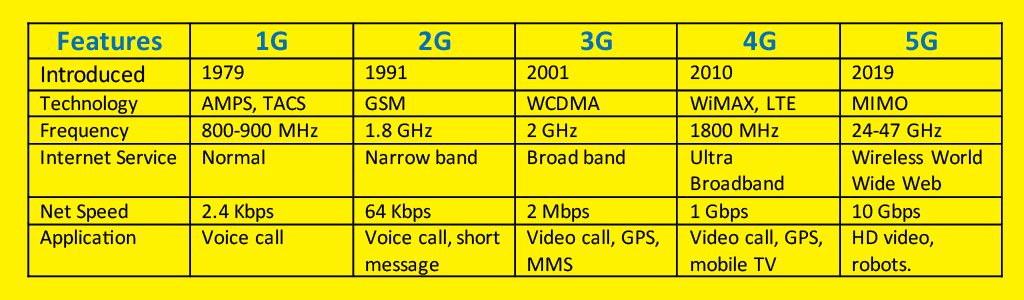 Features 1G 2G 3G 4G 5G
Introduced 1979 1991 2001 2010 2019
Technology AMPS, TACS GSM WCDMA WiMAX, LTE MIMO
Frequency 800-900 MHz 1.8 GHz 2 GHz 1800 MHz 24-47 GHz
Internet Service Normal Narrow band Broad band Ultra Wireless World
Broadband Wide Web
Net Speed 2.4 Kbps 64 Kbps 2 Mbps 1 Gbps 10 Gbps
Application Voice call Voice call, short Video call, GPS, Video call, GPS, HD video,
message MMS mobile TV robots.